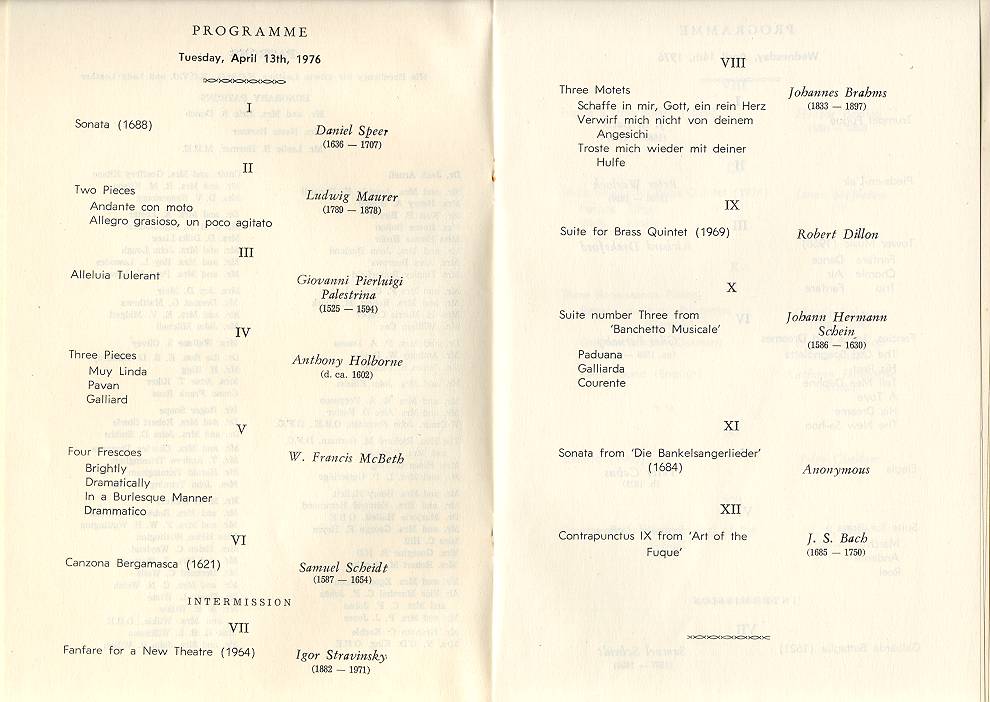 PROGRAMME
Tuesday, April 13th, 1976
I
Sonata (1688)
Daniel Speer
(1636 — 1707)
II
Two Pieces
Ludwig Maurer
(1789 — 1878)
Andante con moto
Allegro grasioso, un poco agitato
III
Alleluia Tulerant
Giovanni Pierluigi
Palestrina
(1525 — 1594)
IV
Three Pieces
Anthony Holborne
(d. ca. 1602)
Muy Linda
Pavan
Galliard
V
Four Frescoes
W. Francis McBeth
Brightly
Dramatically
In a Burlesque Manner
Drammatico
VI
Canzona Bergamasca (1621)
Samuel Scheidt
(1587 — 1654)
INTERMISSION
VII
Fanfare for a New Theatre (1964)
Igor Stravinsky
(1882 — 1971)
VIII
Three Motets
Johannes Brahms
(1833 — 1897)
Schaffe in mir, Gott, ein rein Herz
Verwirf mich nicht von deinem
Angesichi
Troste mich wieder mit deiner
Hulfe
IX
Suite for Brass Quintet (1969)
Robert Dillon
X
Suite number Three from
'Banchetto Musicale'
Johann Hermann
Schein
(1586 — 1630)
Paduana
Galliarda
Courente
XI
Sonata from 'Die Bankelsangerlieder'
(1684)
Anonymous
XII
Contrapunctus IX from 'Art of the
Fuque'
J. S. Bach
(1685 — 1750)